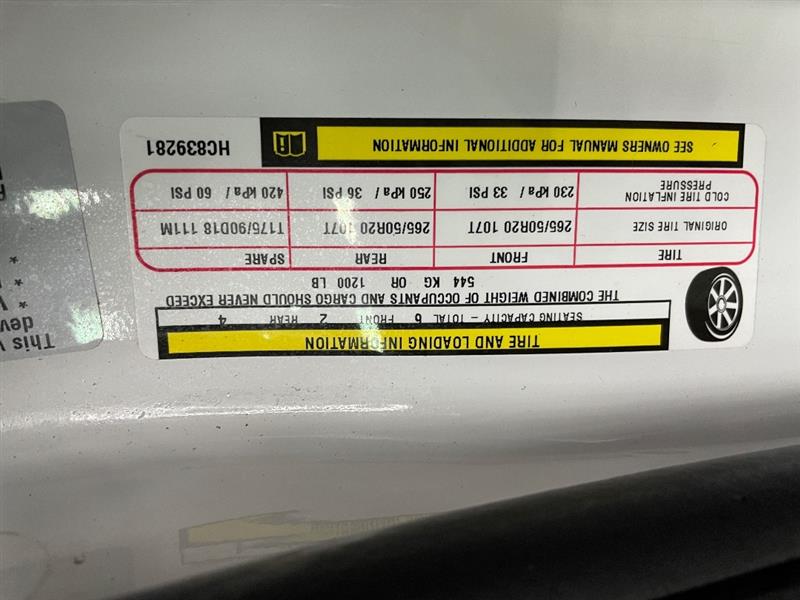 TIRE AND LOADING INFORMATION
SEATING CAPACITY - TOTAL 6 FRONT 2 REAR 4
THE COMBINED WEIGHT OF OCCUPANTS AND CARGO SHOULD NEVER EXCEED
544 KG OR 1200 LB
TIRE FRONT REAR SPARE
ORIGINAL TIRE SIZE 265/50R20 107T 265/50R20 107T T175/90D18 111M
COLD TIRE INFLATION PRESSURE 230 kPa / 33 PSI 250 kPa / 36 PSI 420 kPa / 60 PSI
SEE OWNERS MANUAL FOR ADDITIONAL INFORMATION
HC839281
This